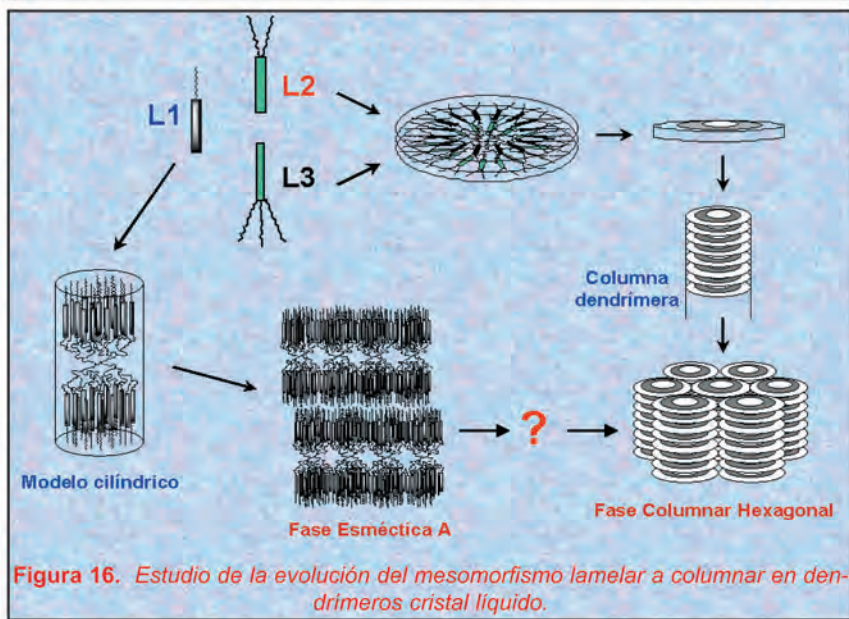 L1
L2
L3
Columna
dendrímera
Modelo cilíndrico
Fase Esméctica A
?
Fase Columnar Hexagonal
Figura 16. Estudio de la evolución del mesomorfismo lamelar a columnar en den-
drímeros cristal líquido.